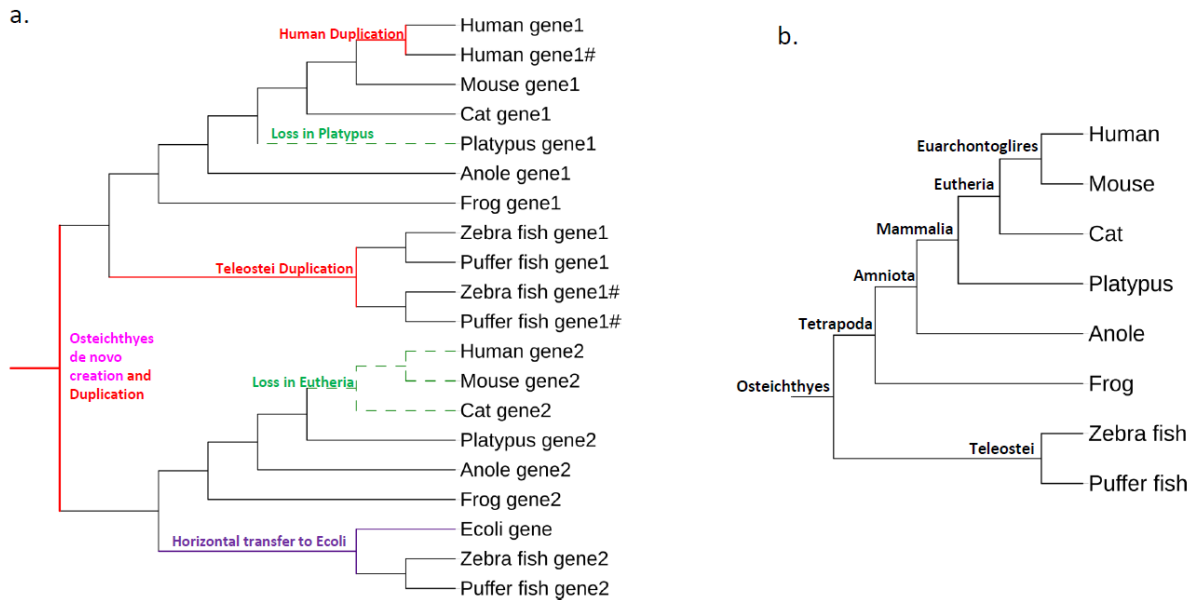 a.
Human Duplication
Human gene1
Human gene1#
Mouse gene1
Cat gene1
Loss in Platypus
Platypus gene1
Anole gene1
Frog gene1
Zebra fish gene1
Teleostei Duplication
Puffer fish gene1
Zebra fish gene1#
Puffer fish gene1#
Osteichthyes
de novo
creation and
Duplication
Human gene2
Loss in Eutheria
Mouse gene2
Cat gene2
Platypus gene2
Anole gene2
Frog gene2
Ecoli gene
Horizontal transfer to Ecoli
Zebra fish gene2
Puffer fish gene2
b.
Human
Euarchontoglires
Mouse
Eutheria
Cat
Mammalia
Platypus
Amniota
Anole
Tetrapoda
Frog
Osteichthyes
Zebra fish
Teleostei
Puffer fish